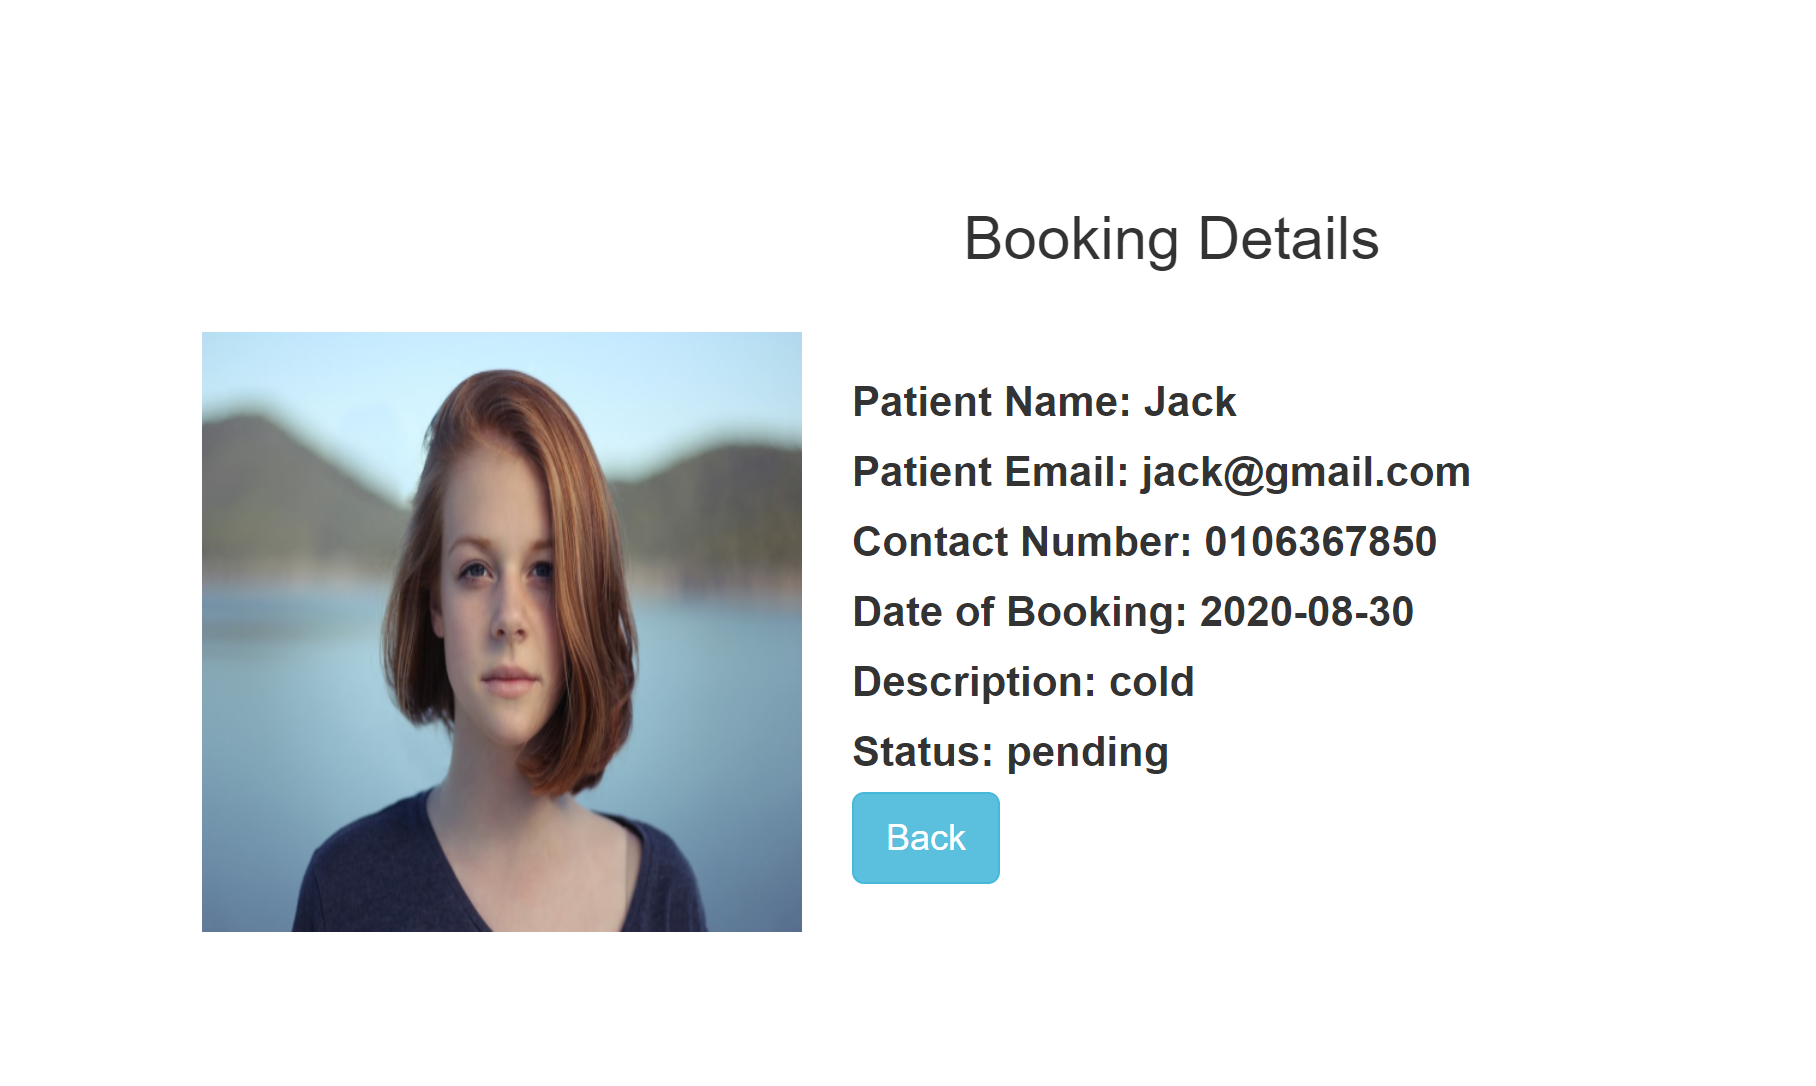 Booking Details
Patient Name: Jack
Patient Email: jack@gmail.com
Contact Number: 0106367850
Date of Booking: 2020-08-30
Description: cold
Status: pending
Back